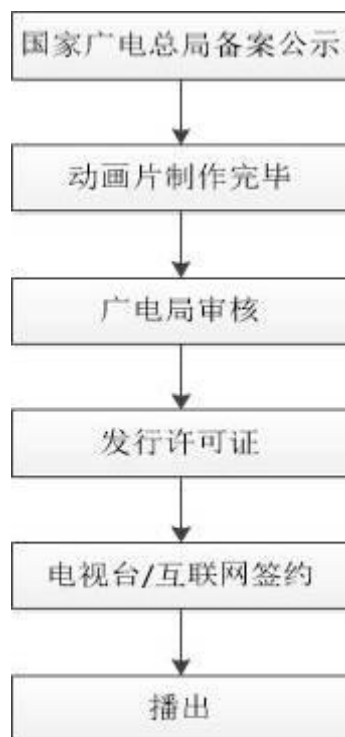 国家广电总局备案公示
动画片制作完毕
广电局审核
发行许可证
电视台/互联网签约
播出